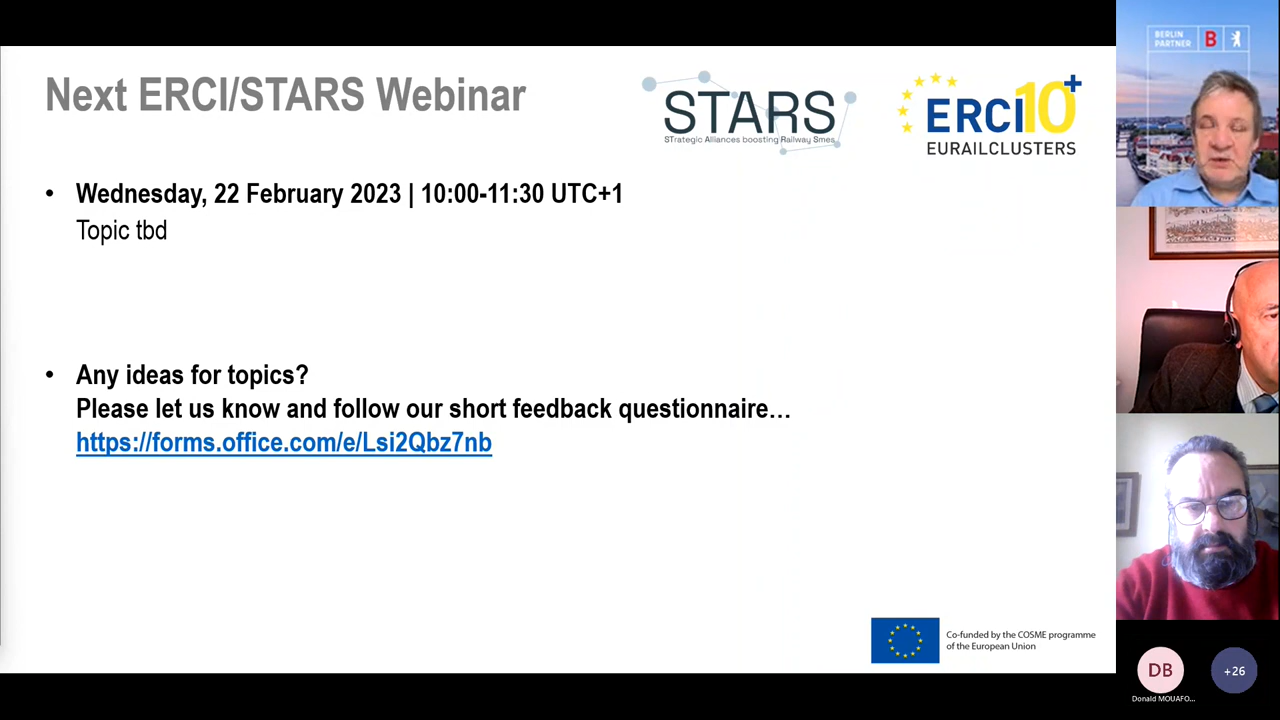 Next ERCI/STARS Webinar
STARS
STrategic Alliances boosting Railway Smes
ERCI10+
EURAILCLUSTERS
• Wednesday, 22 February 2023 | 10:00-11:30 UTC+1
Topic tbd
• Any ideas for topics?
Please let us know and follow our short feedback questionnaire…
https://forms.office.com/e/Lsi2Qbz7nb
Co-funded by the COSME programme
of the European Union
BERLIN
PARTNER
B
DB
Donald MOUAFO...
+26